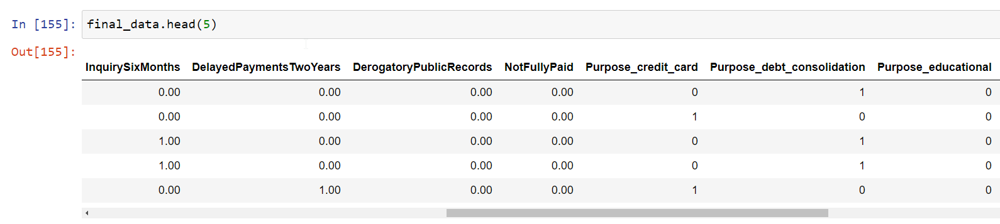 In [155]: final_data.head(5)
Out[155]:
InquirySixMonths DelayedPaymentsTwoYears DerogatoryPublicRecords NotFullyPaid Purpose_credit_card Purpose_debt_consolidation Purpose_educational
0.00 0.00 0.00 0.00 0 1 0
0.00 0.00 0.00 0.00 1 0 0
1.00 0.00 0.00 0.00 0 1 0
1.00 0.00 0.00 0.00 0 1 0
0.00 1.00 0.00 0.00 1 0 0